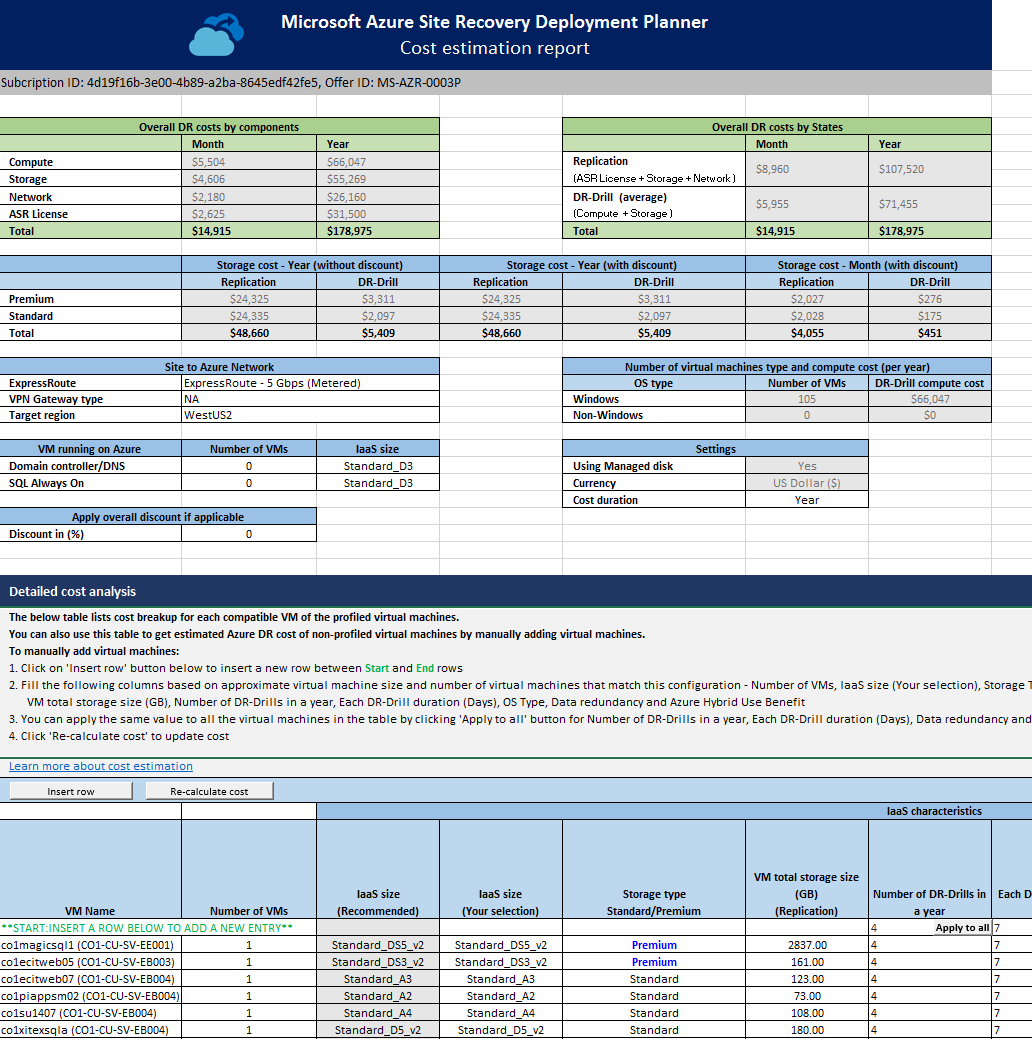 Microsoft Azure Site Recovery Deployment Planner
Cost estimation report
Subcription ID: 4d19f16b-3e00-4b89-a2ba-8645edf42fe5, Offer ID: MS-AZR-0003P
Overall DR costs by components
Month Year
Compute $5,504 $66,047
Storage $4,606 $55,269
Network $2,180 $26,160
ASR License $2,625 $31,500
Total $14,915 $178,975
Overall DR costs by States
Month Year
Replication
(ASR License + Storage + Network) $8,960 $107,520
DR-Drill (average)
(Compute + Storage) $5,955 $71,455
Total $14,915 $178,975
Storage cost - Year (without discount) Storage cost - Year (with discount) Storage cost - Month (with discount)
Replication DR-Drill Replication DR-Drill Replication DR-Drill
Premium $24,325 $3,311 $24,325 $3,311 $2,027 $276
Standard $24,335 $2,097 $24,335 $2,097 $2,028 $175
Total $48,660 $5,409 $48,660 $5,409 $4,055 $451
Site to Azure Network
ExpressRoute ExpressRoute - 5 Gbps (Metered)
VPN Gateway type NA
Target region WestUS2
Number of virtual machines type and compute cost (per year)
OS type Number of VMs DR-Drill compute cost
Windows 105 $66,047
Non-Windows 0 $0
VM running on Azure Number of VMs IaaS size
Domain controller/DNS 0 Standard_D3
SQL Always On 0 Standard_D3
Settings
Using Managed disk Yes
Currency US Dollar ($)
Cost duration Year
Apply overall discount if applicable
Discount in (%) 0
Detailed cost analysis
The below table lists cost breakup for each compatible VM of the profiled virtual machines.
You can also use this table to get estimated Azure DR cost of non-profiled virtual machines by manually adding virtual machines.
To manually add virtual machines:
1. Click on 'Insert row' button below to insert a new row between Start and End rows
2. Fill the following columns based on approximate virtual machine size and number of virtual machines that match this configuration - Number of VMs, IaaS size (Your selection), Storage T
VM total storage size (GB), Number of DR-Drills in a year, Each DR-Drill duration (Days), OS Type, Data redundancy and Azure Hybrid Use Benefit
3. You can apply the same value to all the virtual machines in the table by clicking 'Apply to all' button for Number of DR-Drills in a year, Each DR-Drill duration (Days), Data redundancy and
4. Click 'Re-calculate cost' to update cost
Learn more about cost estimation
Insert row Re-calculate cost
IaaS characteristics
VM total storage size
IaaS size IaaS size Storage type (GB) Number of DR-Drills in Each D
VM Name Number of VMs (Recommended) (Your selection) Standard/Premium (Replication) a year
**START:INSERT A ROW BELOW TO ADD A NEW ENTRY** 4 Apply to all 7
co1magicsql1 (CO1-CU-SV-EE001) 1 Standard_DS5_v2 Standard_DS5_v2 Premium 2837.00 4 7
co1ecitweb05 (CO1-CU-SV-EB003) 1 Standard_DS3_v2 Standard_DS3_v2 Premium 161.00 4 7
co1ecitweb07 (CO1-CU-SV-EB004) 1 Standard_A3 Standard_A3 Standard 123.00 4 7
co1piappsm02 (CO1-CU-SV-EB004) 1 Standard_A2 Standard_A2 Standard 73.00 4 7
co1su1407 (CO1-CU-SV-EB004) 1 Standard_A4 Standard_A4 Standard 108.00 4 7
co1xitexsqla (CO1-CU-SV-EB004) 1 Standard_D5_v2 Standard_D5_v2 Standard 180.00 4 7